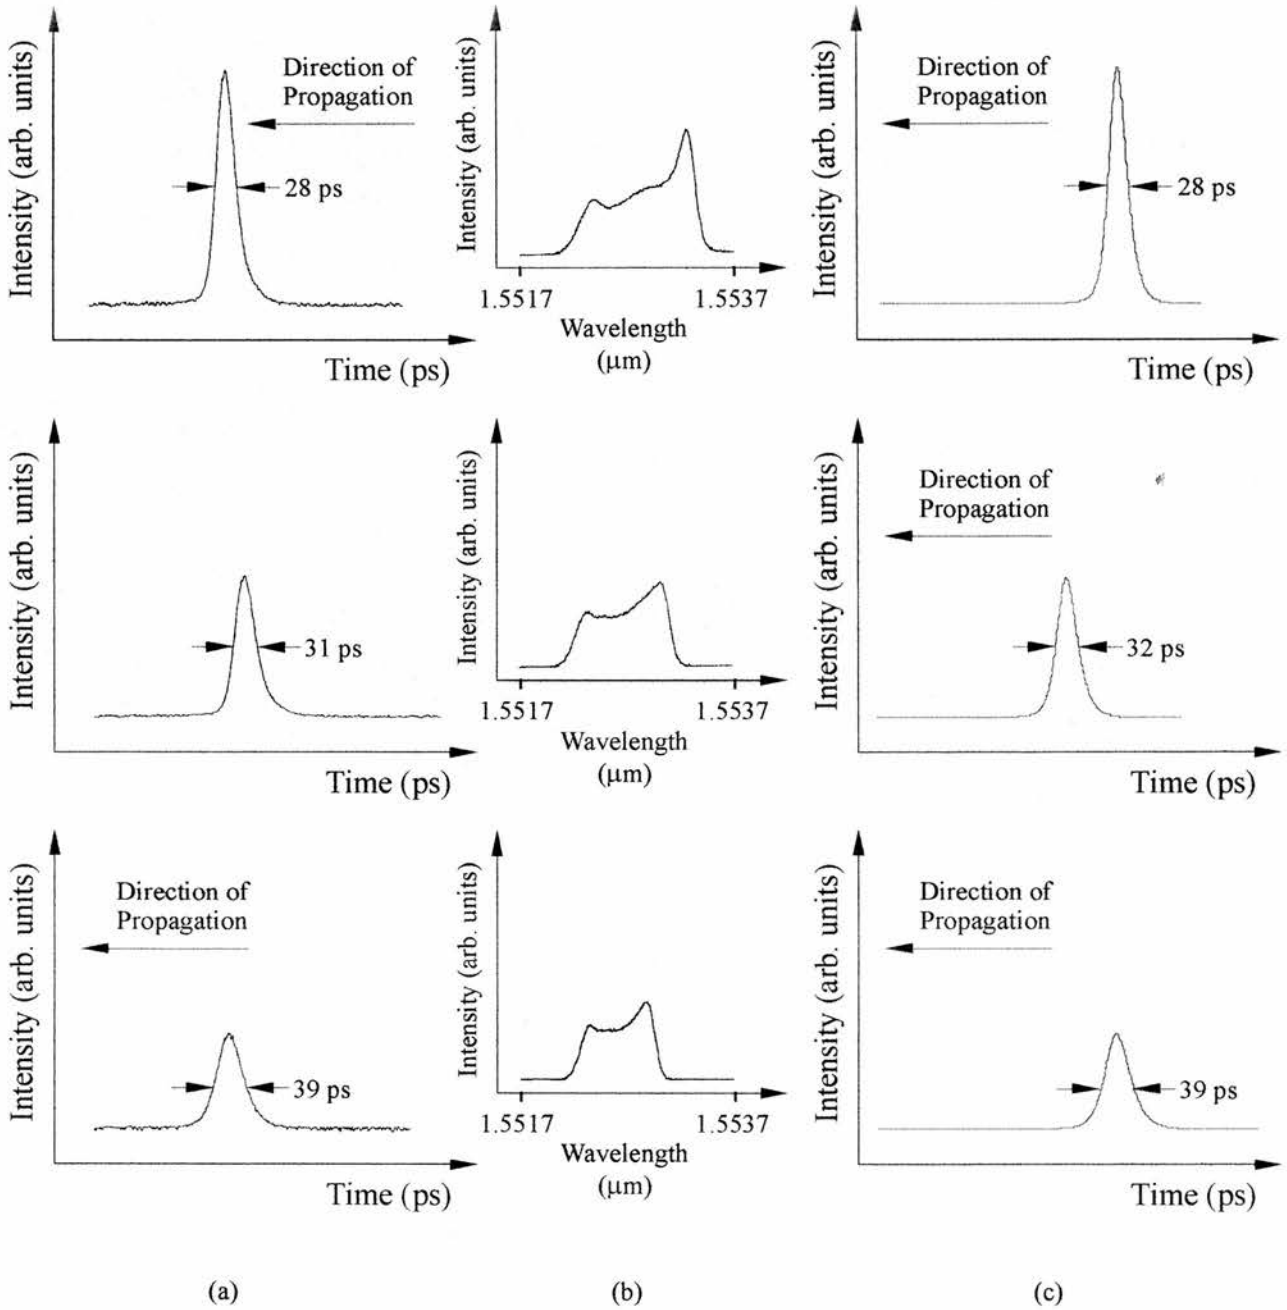 Intensity (arb. units)
Direction of
Propagation
28 ps
Time (ps)
Intensity (arb. units)
1.5517
1.5537
Wavelength
(μm)
Intensity (arb. units)
Direction of
Propagation
28 ps
Time (ps)
Intensity (arb. units)
31 ps
Time (ps)
Intensity (arb. units)
1.5517
1.5537
Wavelength
(μm)
Intensity (arb. units)
Direction of
Propagation
32 ps
Time (ps)
Intensity (arb. units)
Direction of
Propagation
39 ps
Time (ps)
Intensity (arb. units)
1.5517
1.5537
Wavelength
(μm)
Intensity (arb. units)
Direction of
Propagation
39 ps
Time (ps)
(a)
(b)
(c)